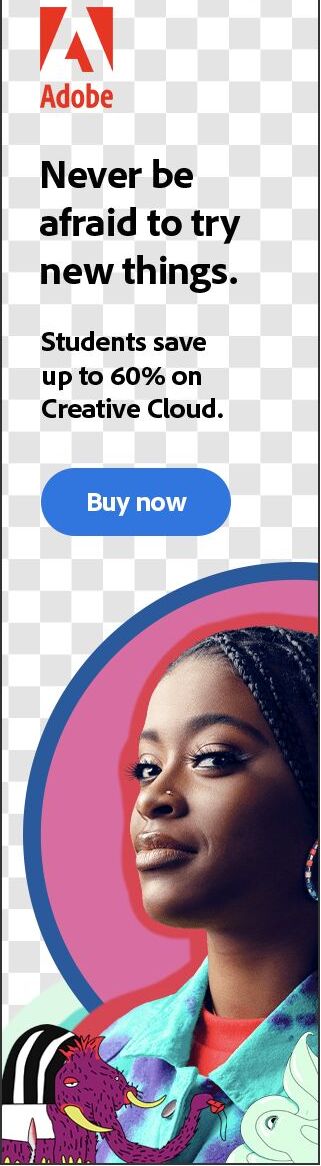 Adobe
Never be
afraid to try
new things.
Students save
up to 60% on
Creative Cloud.
Buy now